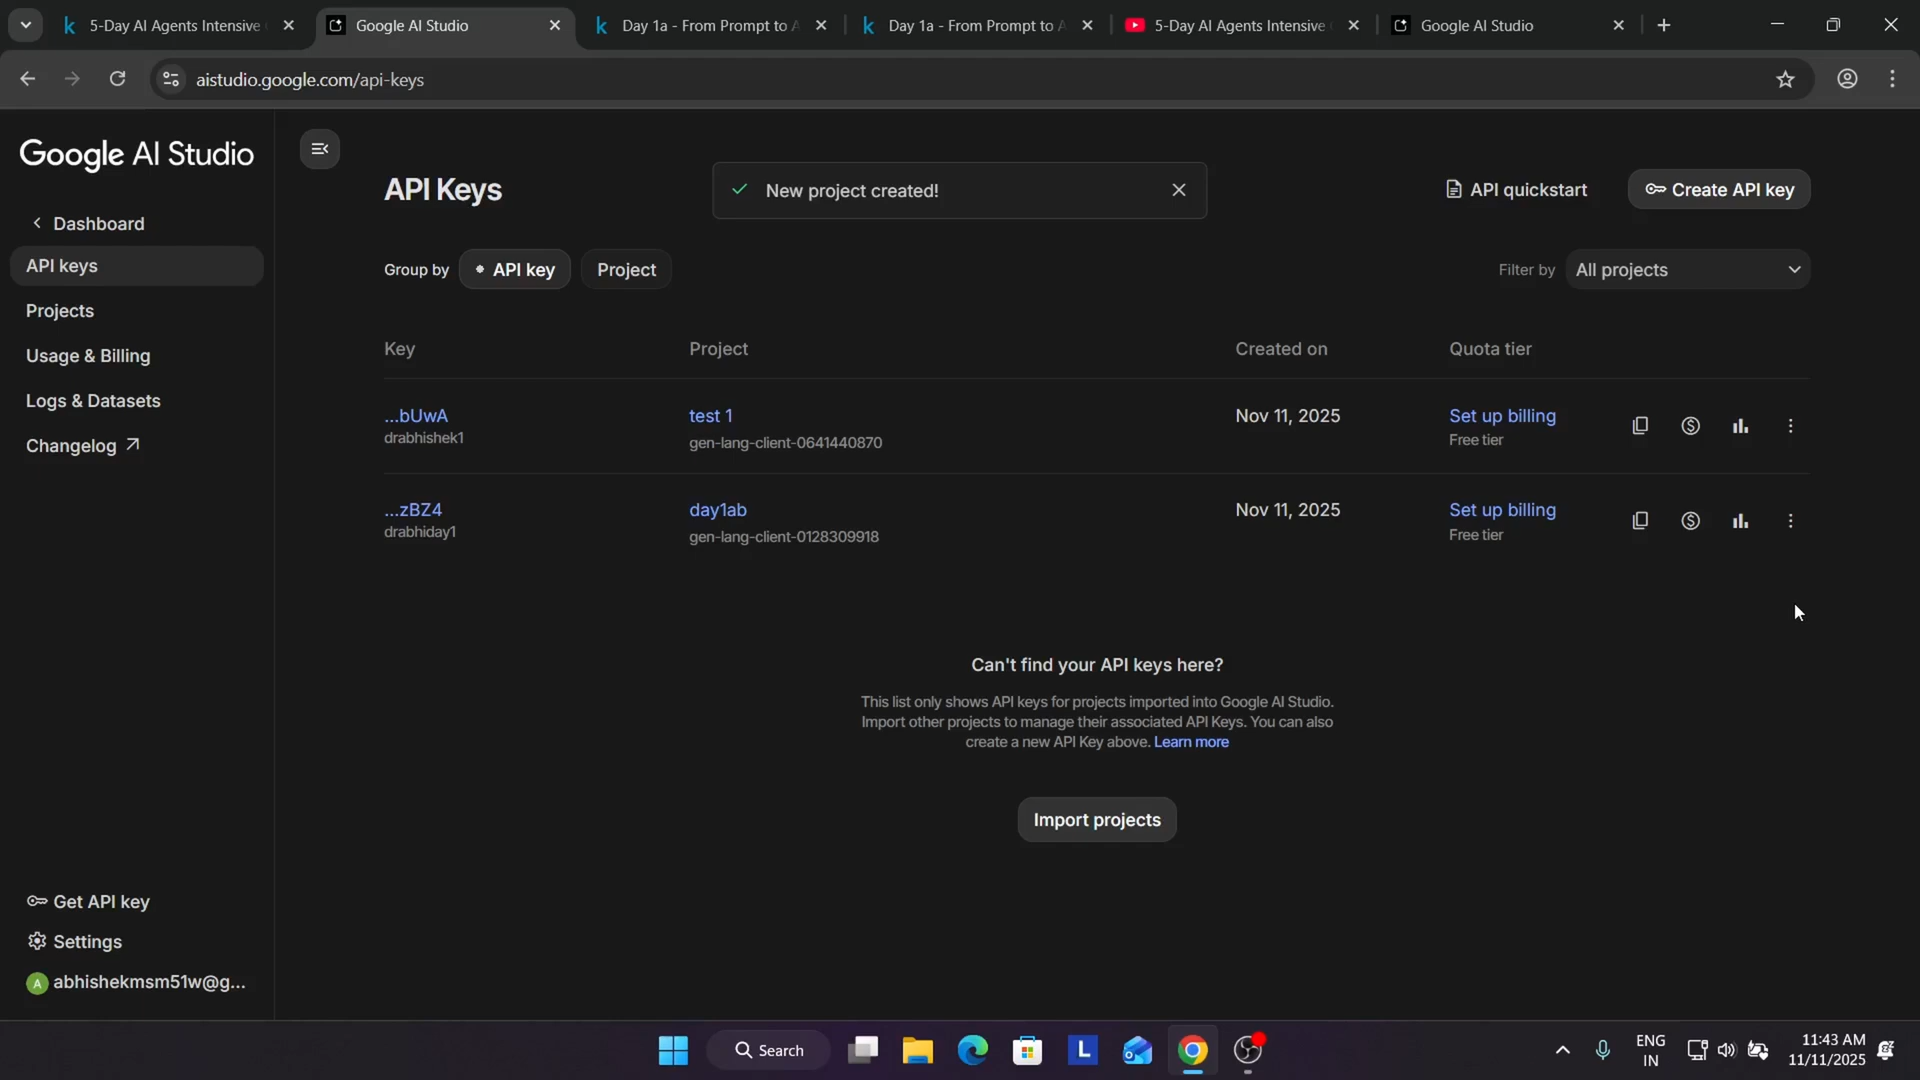 5-Day AI Agents Intensive
Google AI Studio
Day 1a - From Prompt to A
Day 1a - From Prompt to A
5-Day AI Agents Intensive
Google AI Studio
aistudio.google.com/api-keys
Google AI Studio
Dashboard
API keys
Projects
Usage & Billing
Logs & Datasets
Changelog
Get API key
Settings
A abhishekmsm51w@g...
API Keys
New project created!
API quickstart
Create API key
Group by API key Project
Filter by All projects
Key Project Created on Quota tier
...bUwA test 1 Nov 11, 2025 Set up billing
drabhishek1 gen-lang-client-0641440870 Free tier
...zBZ4 day1ab Nov 11, 2025 Set up billing
drabhiday1 gen-lang-client-0128309918 Free tier
Can't find your API keys here?
This list only shows API keys for projects imported into Google AI Studio.
Import other projects to manage their associated API Keys. You can also
create a new API Key above. Learn more
Import projects
Search
L
ENG
IN
11:43 AM
11/11/2025